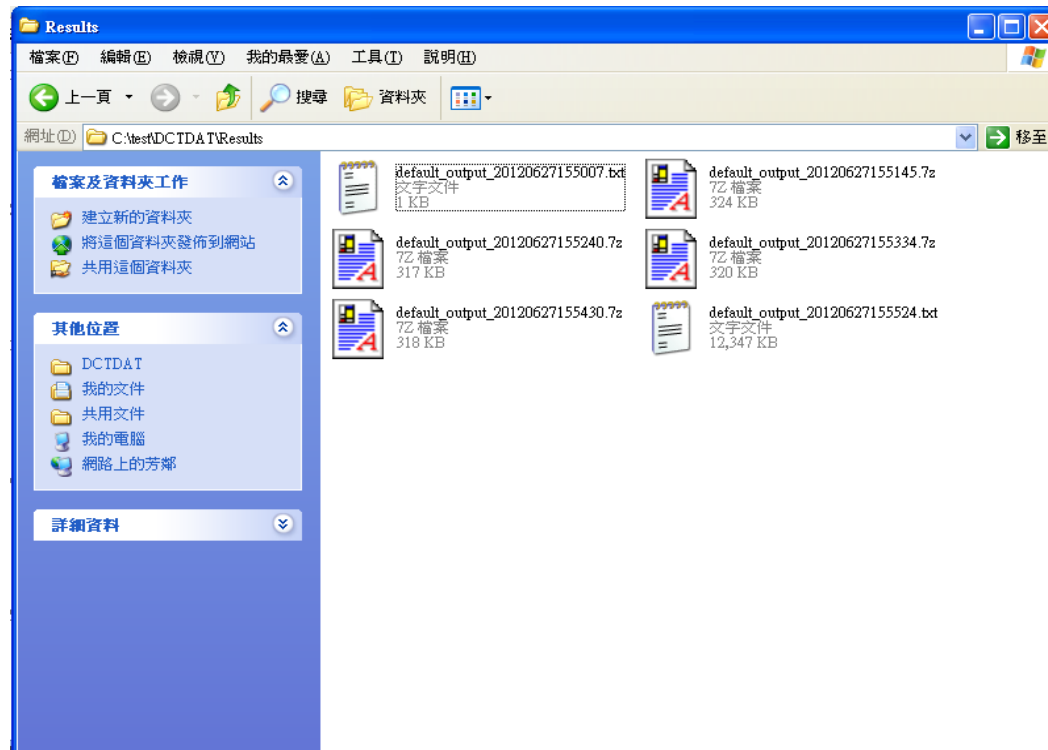 Results
檔案(F) 編輯(E) 檢視(V) 我的最愛(A) 工具(T) 說明(H)
上一頁 搜尋 資料夾
網址(D) C:\test\DCTDAT\Results 移至
檔案及資料夾工作
建立新的資料夾
將這個資料夾發佈到網站
共用這個資料夾
其他位置
DCTDAT
我的文件
共用文件
我的電腦
網路上的芳鄰
詳細資料
default_output_20120627155007.txt
文字文件
1 KB
default_output_20120627155145.7z
7Z 檔案
324 KB
default_output_20120627155240.7z
7Z 檔案
317 KB
default_output_20120627155334.7z
7Z 檔案
320 KB
default_output_20120627155430.7z
7Z 檔案
318 KB
default_output_20120627155524.txt
文字文件
12,347 KB